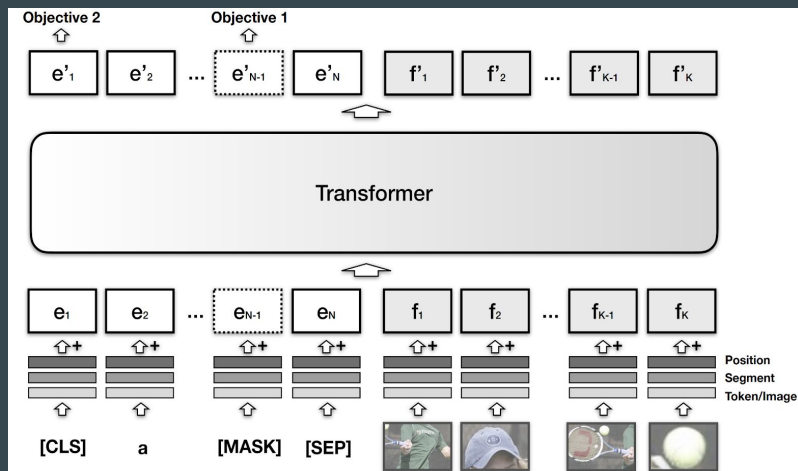 Objective 2 Objective 1
e'1 e'2 ... e'N-1 e'N f'1 f'2 ... f'K-1 f'K
Transformer
e1 e2 ... eN-1 eN f1 f2 ... fK-1 fK
+ + + + + + + +
Position
Segment
Token/Image
[CLS] a [MASK] [SEP]